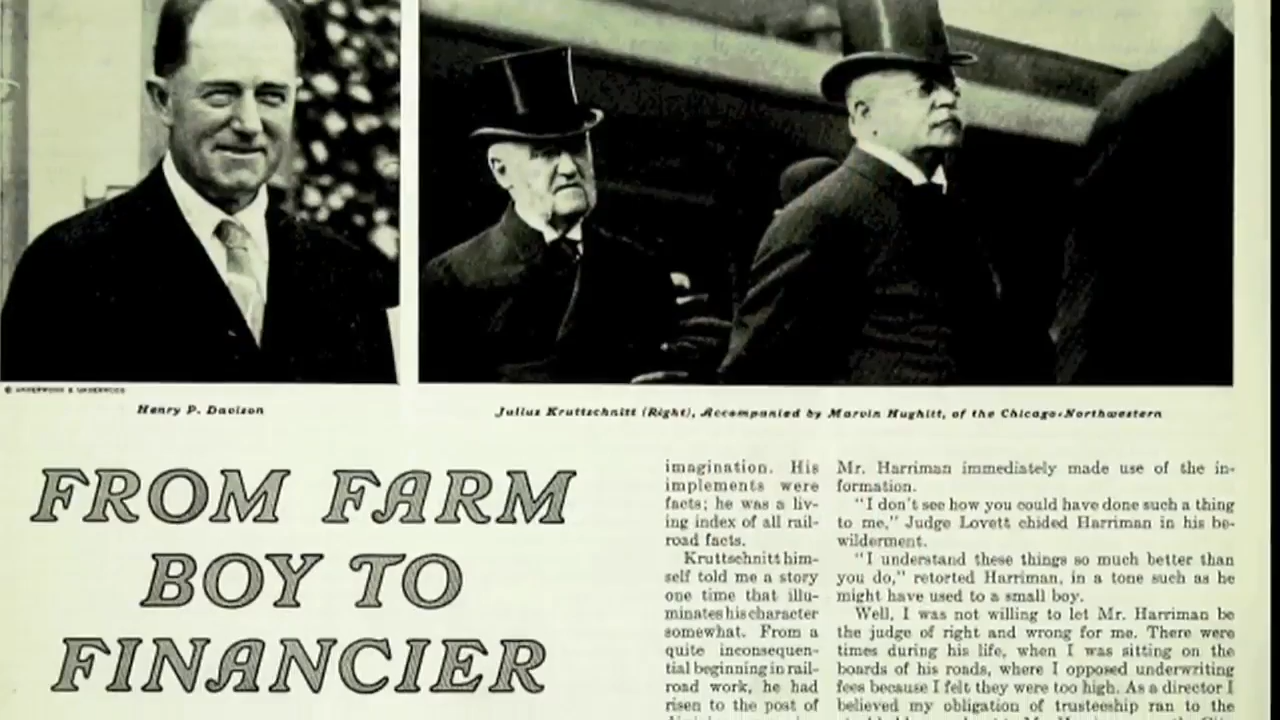 © UNDERWOOD & UNDERWOOD
Henry P. Davison
Julius Kruttschnitt (Right), Accompanied by Marvin Hughitt, of the Chicago-Northwestern
FROM FARM
BOY TO
FINANCIER
imagination. His
implements were
facts; he was a liv-
ing index of all rail-
road facts.
Kruttschnitt him-
self told me a story
one time that illu-
minates his character
somewhat. From a
quite inconsequen-
tial beginning in rail-
road work, he had
risen to the post of
Mr. Harriman immediately made use of the in-
formation.
"I don't see how you could have done such a thing
to me," Judge Lovett chided Harriman in his be-
wilderment.
"I understand these things so much better than
you do," retorted Harriman, in a tone such as he
might have used to a small boy.
Well, I was not willing to let Mr. Harriman be
the judge of right and wrong for me. There were
times during his life, when I was sitting on the
boards of his roads, where I opposed underwriting
fees because I felt they were too high. As a director I
believed my obligation of trusteeship ran to the